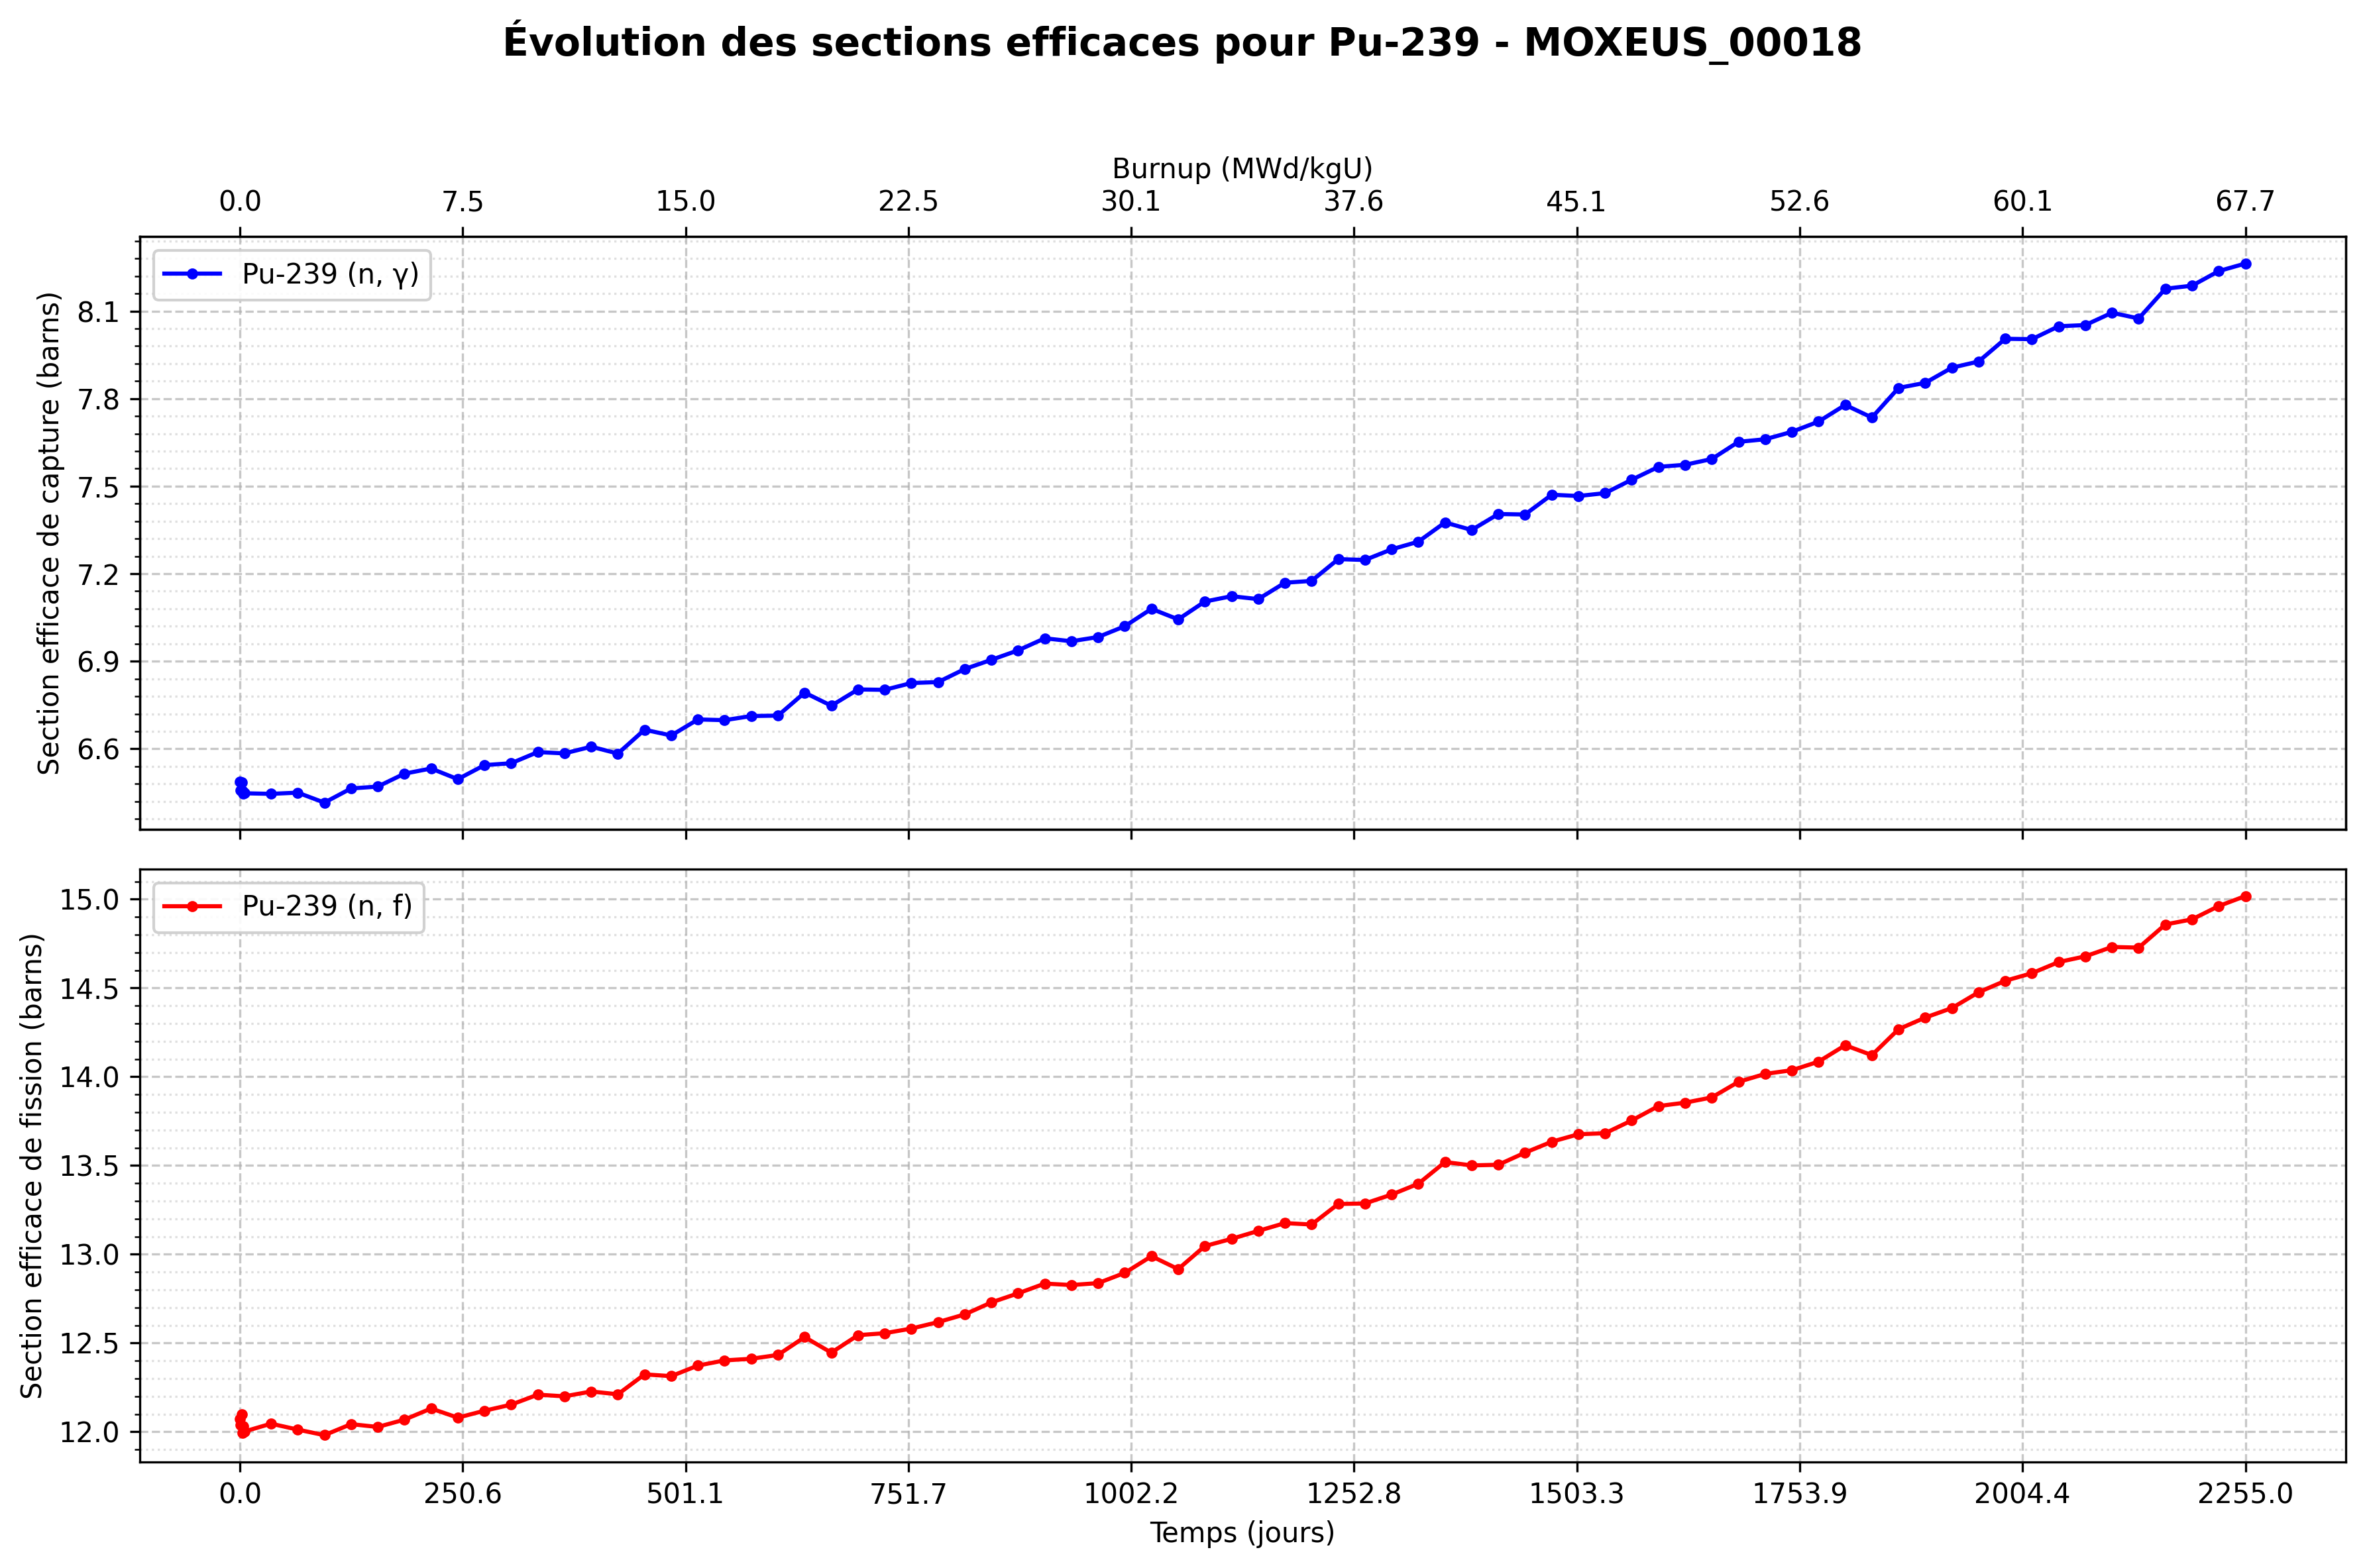 Évolution des sections efficaces pour Pu-239 - MOXEUS_00018
Burnup (MWd/kgU)
0.0 7.5 15.0 22.5 30.1 37.6 45.1 52.6 60.1 67.7
Pu-239 (n, γ)
Section efficace de capture (barns)
8.1
7.8
7.5
7.2
6.9
6.6
Pu-239 (n, f)
Section efficace de fission (barns)
15.0
14.5
14.0
13.5
13.0
12.5
12.0
0.0 250.6 501.1 751.7 1002.2 1252.8 1503.3 1753.9 2004.4 2255.0
Temps (jours)